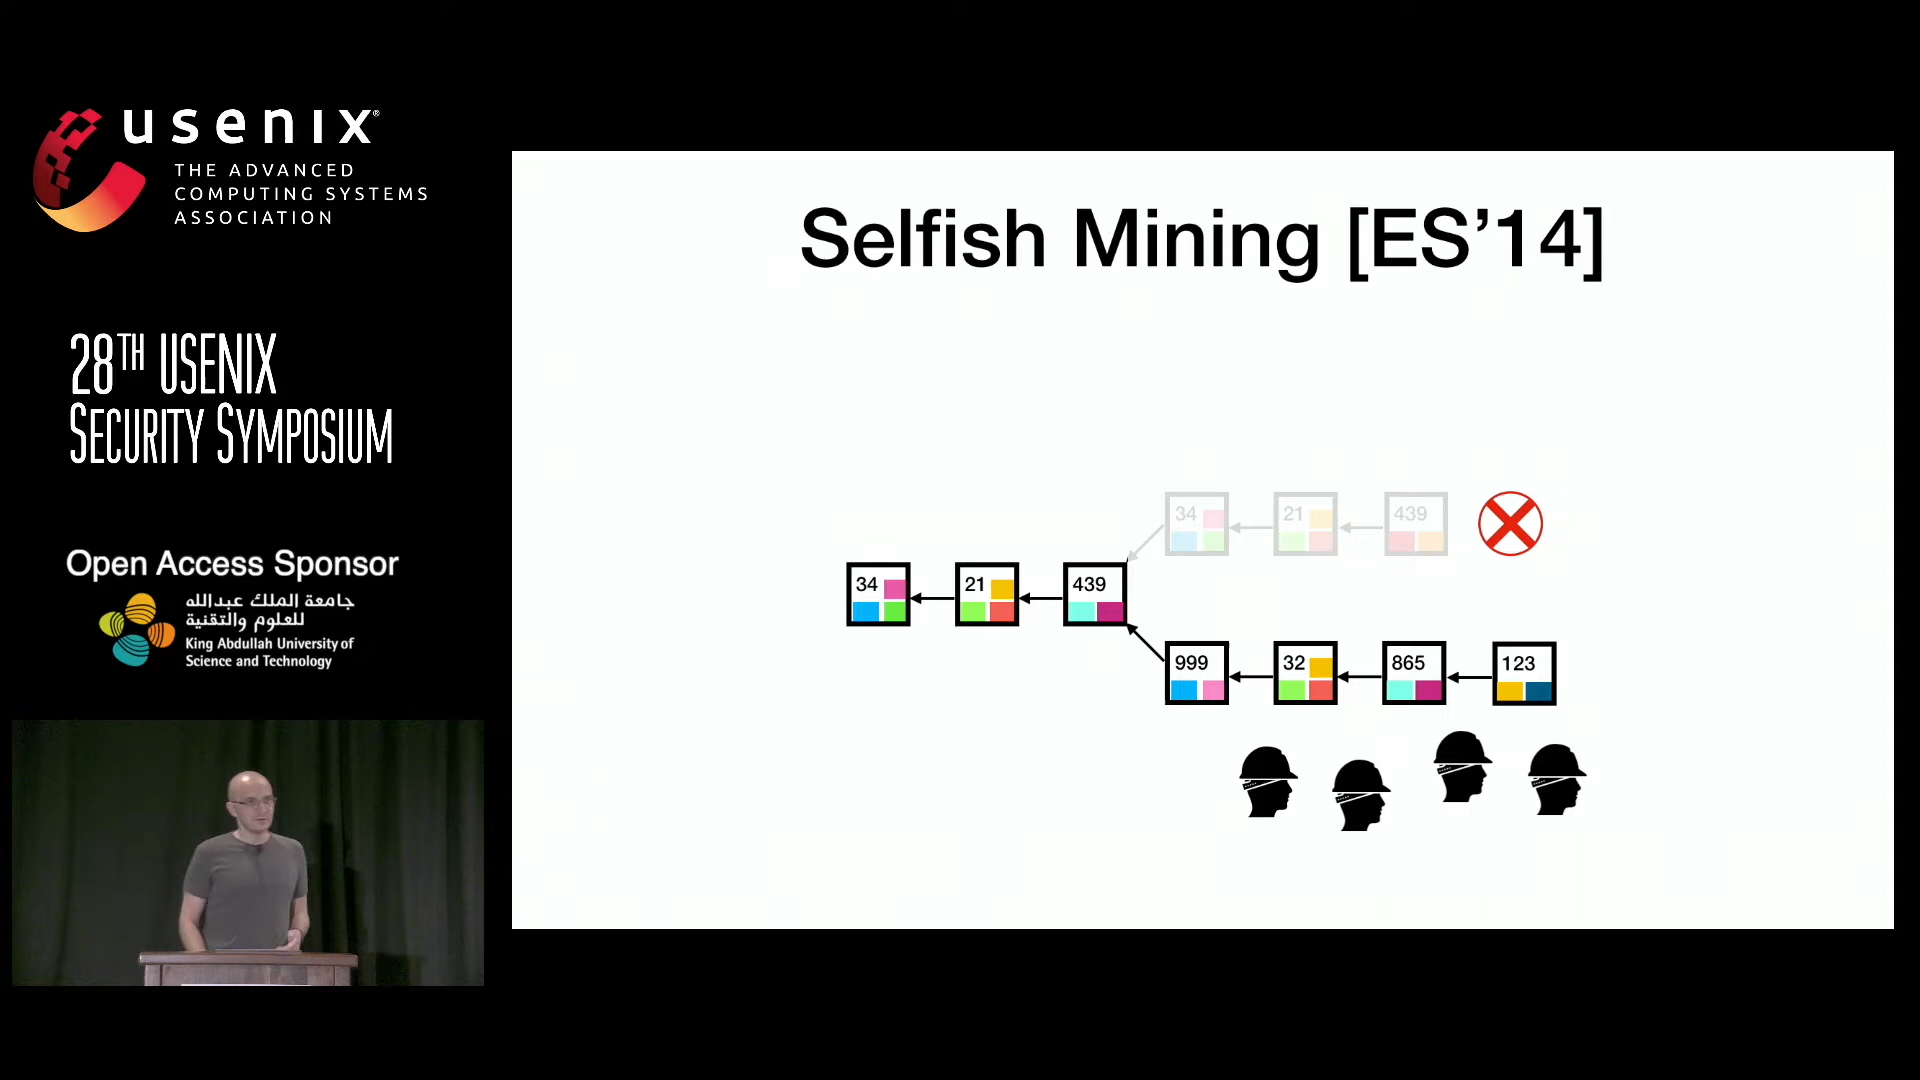 usenix®
THE ADVANCED
COMPUTING SYSTEMS
ASSOCIATION
28TH USENIX
SECURITY SYMPOSIUM
Open Access Sponsor
جامعة الملك عبدالله
للعلوم والتقنية
King Abdullah University of
Science and Technology
Selfish Mining [ES’14]
34 21 439
34 21 439
999 32 865 123